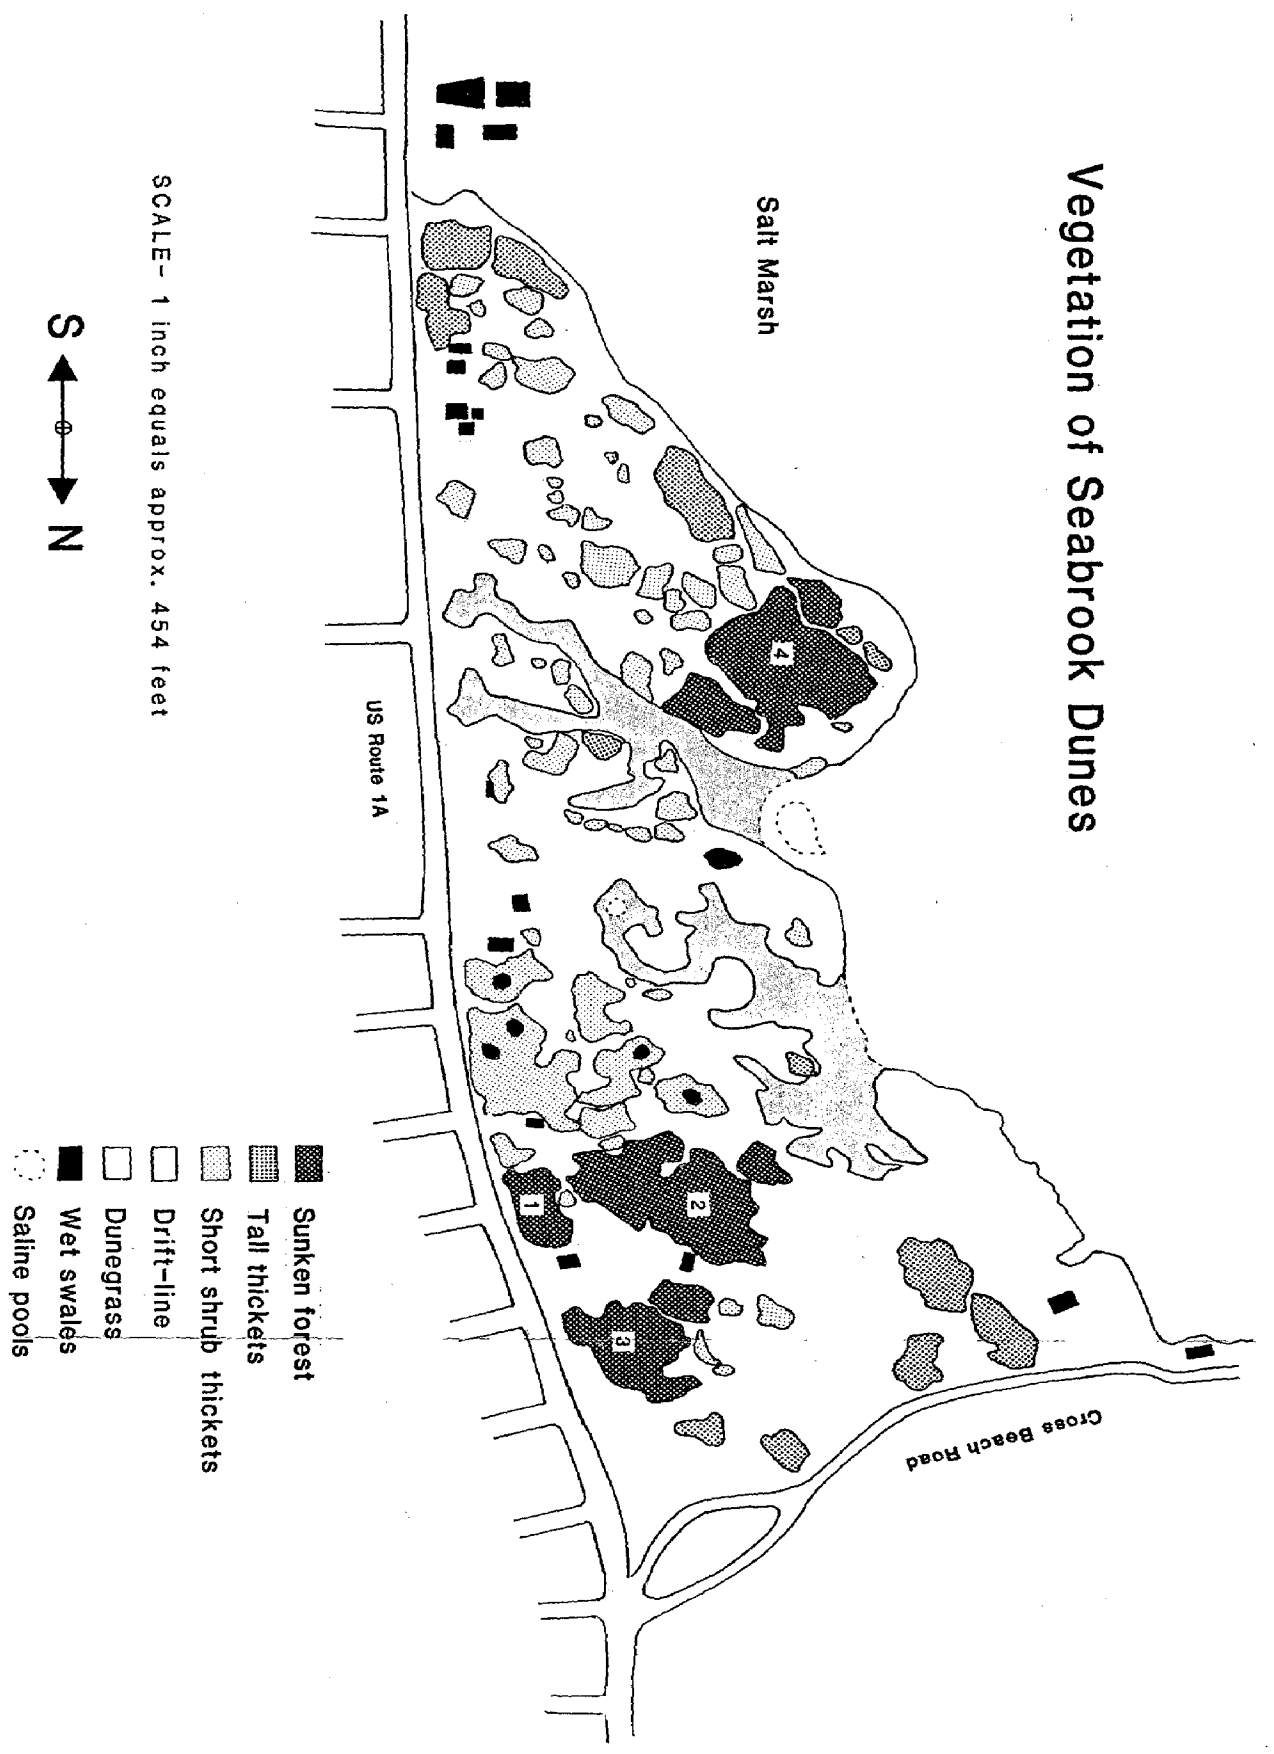 Vegetation of Seabrook Dunes
Salt Marsh
4
2
1
3
US Route 1A
Cross Beach Road
SCALE- 1 inch equals approx. 454 feet
S N
Sunken forest
Tall thickets
Short shrub thickets
Drift-line
Dunegrass
Wet swales
Saline pools